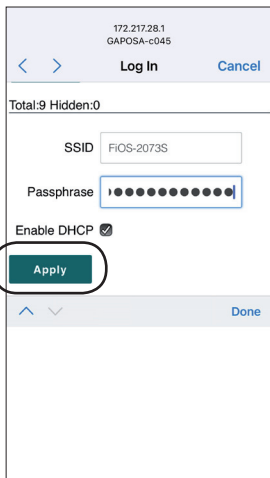 172.217.28.1
GAPOSA-c045
Log In
Cancel
Total:9 Hidden:0
SSID FiOS-2073S
Passphrase ●●●●●●●●●●●●
Enable DHCP
Apply
Done